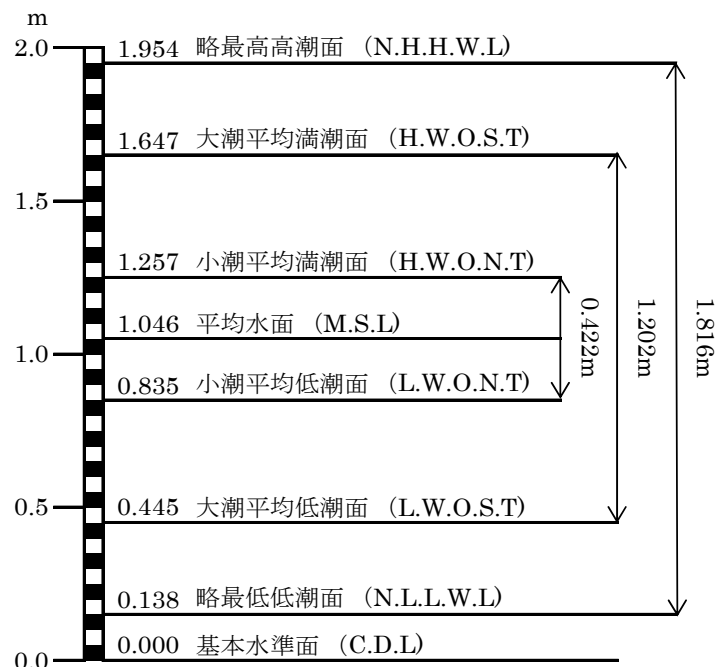 m
2.0
1.954 略最高高潮面 (N.H.H.W.L)
1.647 大潮平均満潮面 (H.W.O.S.T)
1.5
1.257 小潮平均満潮面 (H.W.O.N.T)
1.046 平均水面 (M.S.L)
1.0
0.835 小潮平均低潮面 (L.W.O.N.T)
0.422m
1.202m
1.816m
0.5
0.445 大潮平均低潮面 (L.W.O.S.T)
0.138 略最低低潮面 (N.L.L.W.L)
0.000 基本水準面 (C.D.L)
0.0